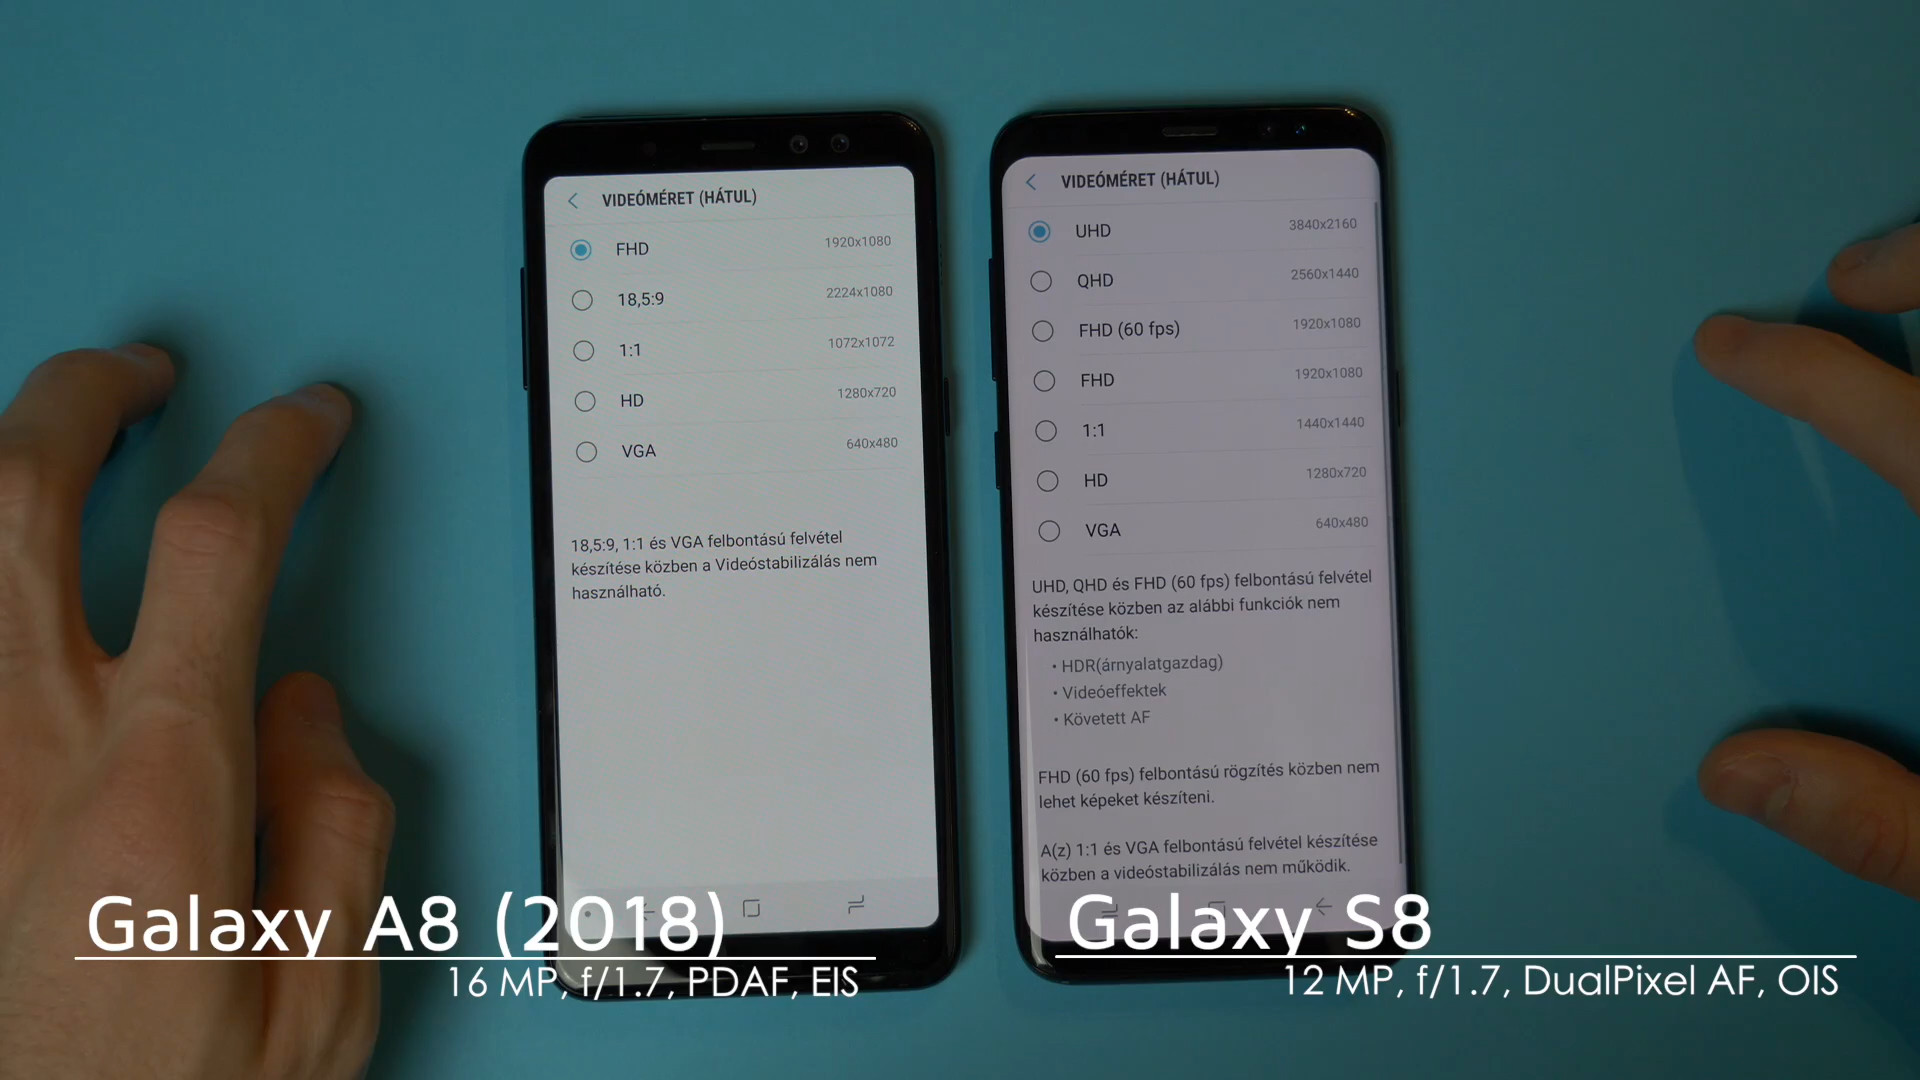 VIDEÓMÉRET (HÁTUL)
FHD 1920x1080
18,5:9 2224x1080
1:1 1072x1072
HD 1280x720
VGA 640x480
18,5:9, 1:1 és VGA felbontású felvétel
készítése közben a Videóstabilizálás nem
használható.
VIDEÓMÉRET (HÁTUL)
UHD 3840x2160
QHD 2560x1440
FHD (60 fps) 1920x1080
FHD 1920x1080
1:1 1440x1440
HD 1280x720
VGA 640x480
UHD, QHD és FHD (60 fps) felbontású felvétel
készítése közben az alábbi funkciók nem
használhatók:
• HDR(árnyalatgazdag)
• Videóeffektek
• Követett AF
FHD (60 fps) felbontású rögzítés közben nem
lehet képeket készíteni.
A(z) 1:1 és VGA felbontású felvétel készítése
közben a videóstabilizálás nem működik.
Galaxy A8 (2018)
16 MP, f/1.7, PDAF, EIS
Galaxy S8
12 MP, f/1.7, DualPixel AF, OIS